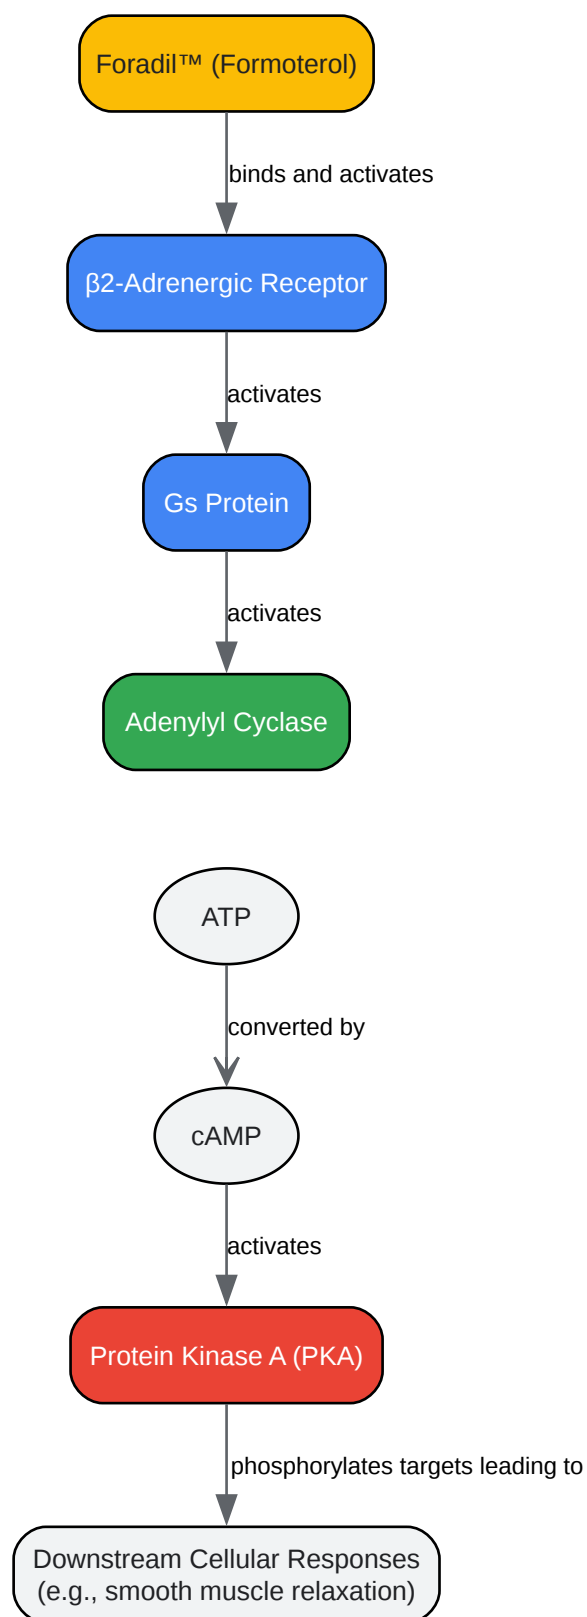 Foradil™ (Formoterol)
binds and activates
β2-Adrenergic Receptor
activates
Gs Protein
activates
Adenylyl Cyclase
ATP
converted by
cAMP
activates
Protein Kinase A (PKA)
phosphorylates targets leading to
Downstream Cellular Responses
(e.g., smooth muscle relaxation)